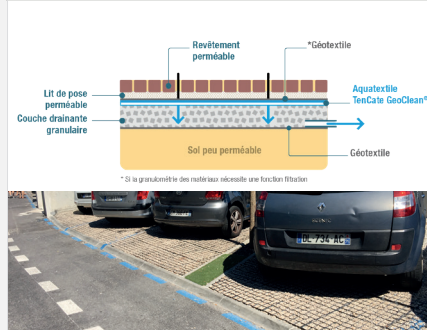 Revêtement
perméable
*Géotextile
Lit de pose
perméable
Aquatextile
TenCate GeoClean®
Couche drainante
granulaire
Sol peu perméable
Géotextile
* Si la granulométrie des matériaux nécessite une fonction filtration
DL-734-AC